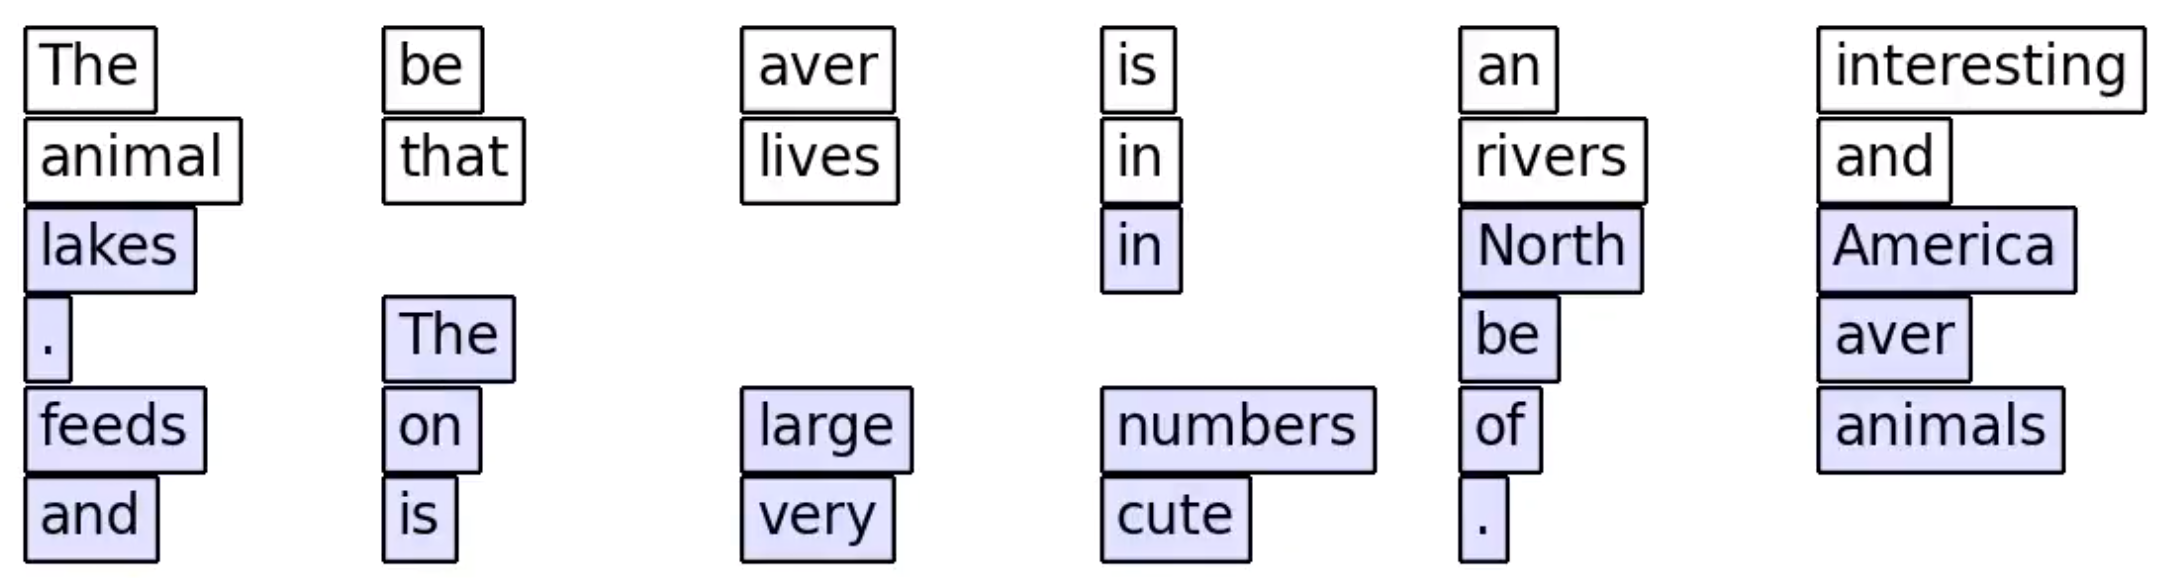 The be aver is an interesting
animal that lives in rivers and
lakes in North America
. The be aver
feeds on large numbers of animals
and is very cute .